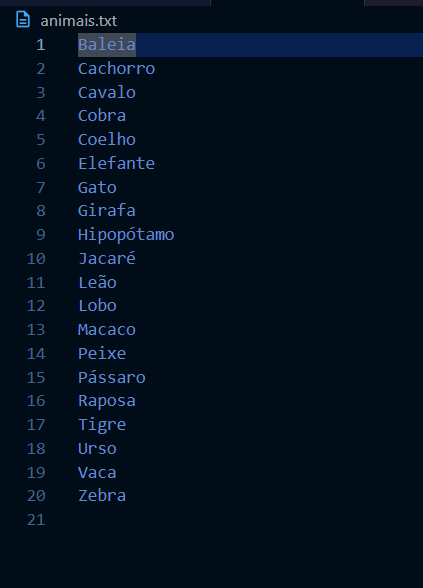 animais.txt
1 Baleia
2 Cachorro
3 Cavalo
4 Cobra
5 Coelho
6 Elefante
7 Gato
8 Girafa
9 Hipopótamo
10 Jacaré
11 Leão
12 Lobo
13 Macaco
14 Peixe
15 Pássaro
16 Raposa
17 Tigre
18 Urso
19 Vaca
20 Zebra
21